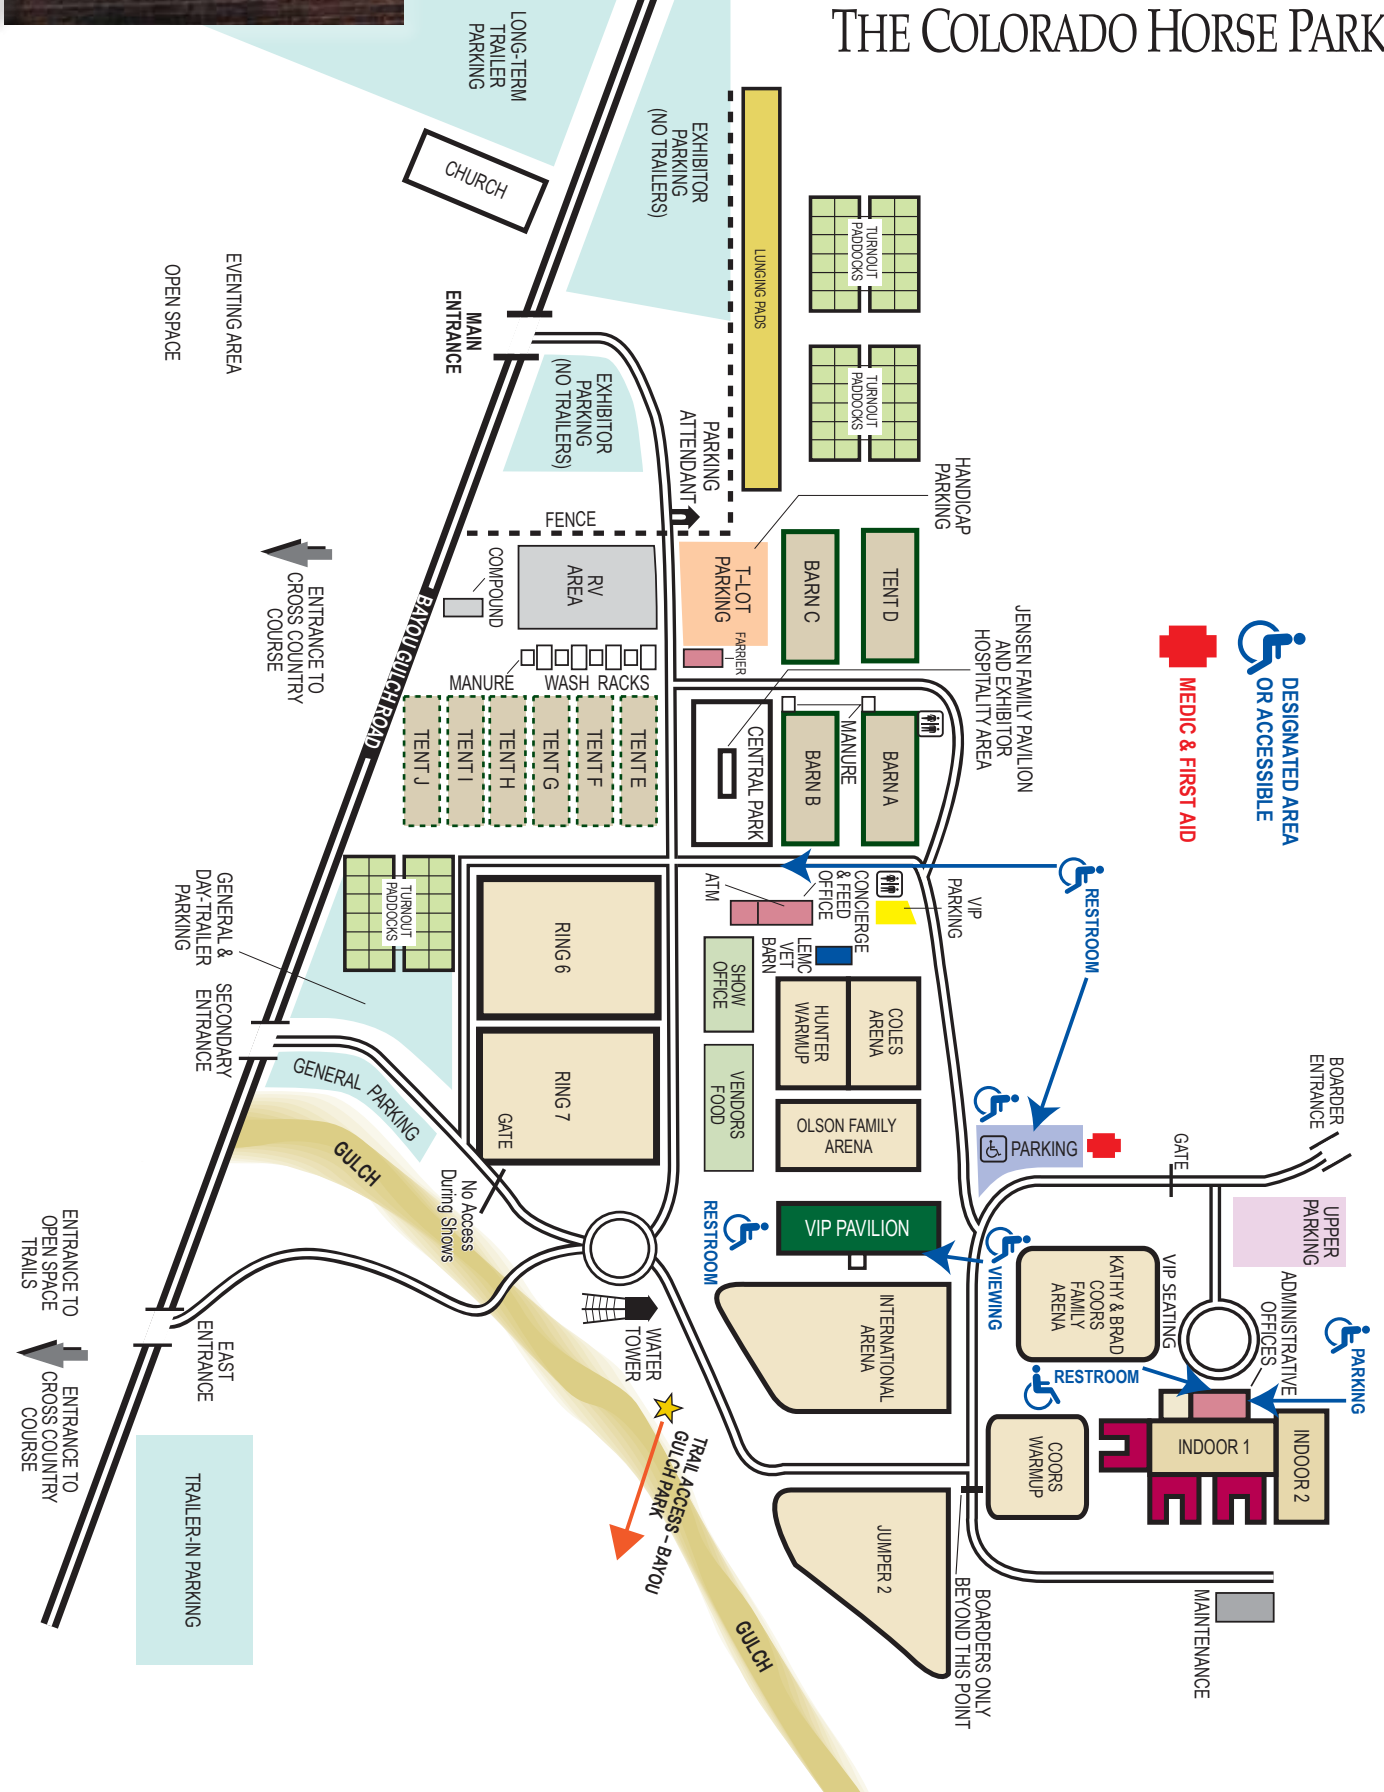 THE COLORADO HORSE PARK
LONG-TERM
TRAILER
PARKING
CHURCH
EXHIBITOR
PARKING
(NO TRAILERS)
LUNGING PADS
TURNOUT
PADDOCKS
TURNOUT
PADDOCKS
EVENTING AREA
OPEN SPACE
MAIN
ENTRANCE
EXHIBITOR
PARKING
(NO TRAILERS)
PARKING
ATTENDANT
HANDICAP
PARKING
FENCE
COMPOUND
RV
AREA
T-LOT
PARKING
FARRIER
BARN C
TENT D
JENSEN FAMILY PAVILION
AND EXHIBITOR
HOSPITALITY AREA
DESIGNATED AREA
OR ACCESSIBLE
MEDIC & FIRST AID
ENTRANCE TO
CROSS COUNTRY
COURSE
BAYOU GULCH ROAD
MANURE
WASH RACKS
TENT J
TENT I
TENT H
TENT G
TENT F
TENT E
CENTRAL PARK
MANURE
BARN B
BARN A
RESTROOM
VIP
PARKING
CONCIERGE
& FEED
OFFICE
ATM
LEMC
VET
BARN
SHOW
OFFICE
VENDORS
FOOD
HUNTER
WARMUP
COLES
ARENA
OLSON FAMILY
ARENA
TURNOUT
PADDOCKS
RING 6
RING 7
GATE
GENERAL &
DAY-TRAILER
PARKING
SECONDARY
ENTRANCE
GENERAL PARKING
GULCH
No Access
During Shows
PARKING
BOARDER
ENTRANCE
GATE
UPPER
PARKING
RESTROOM
VIP PAVILION
VIEWING
KATHY & BRAD
COORS
FAMILY
ARENA
VIP SEATING
ADMINISTRATIVE
OFFICES
PARKING
RESTROOM
INTERNATIONAL
ARENA
WATER
TOWER
ENTRANCE TO
OPEN SPACE
TRAILS
EAST
ENTRANCE
ENTRANCE TO
CROSS COUNTRY
COURSE
TRAILER-IN PARKING
TRAIL ACCESS – BAYOU
GULCH PARK
COORS
WARMUP
INDOOR 1
INDOOR 2
JUMPER 2
BOARDERS ONLY
BEYOND THIS POINT
MAINTENANCE
GULCH